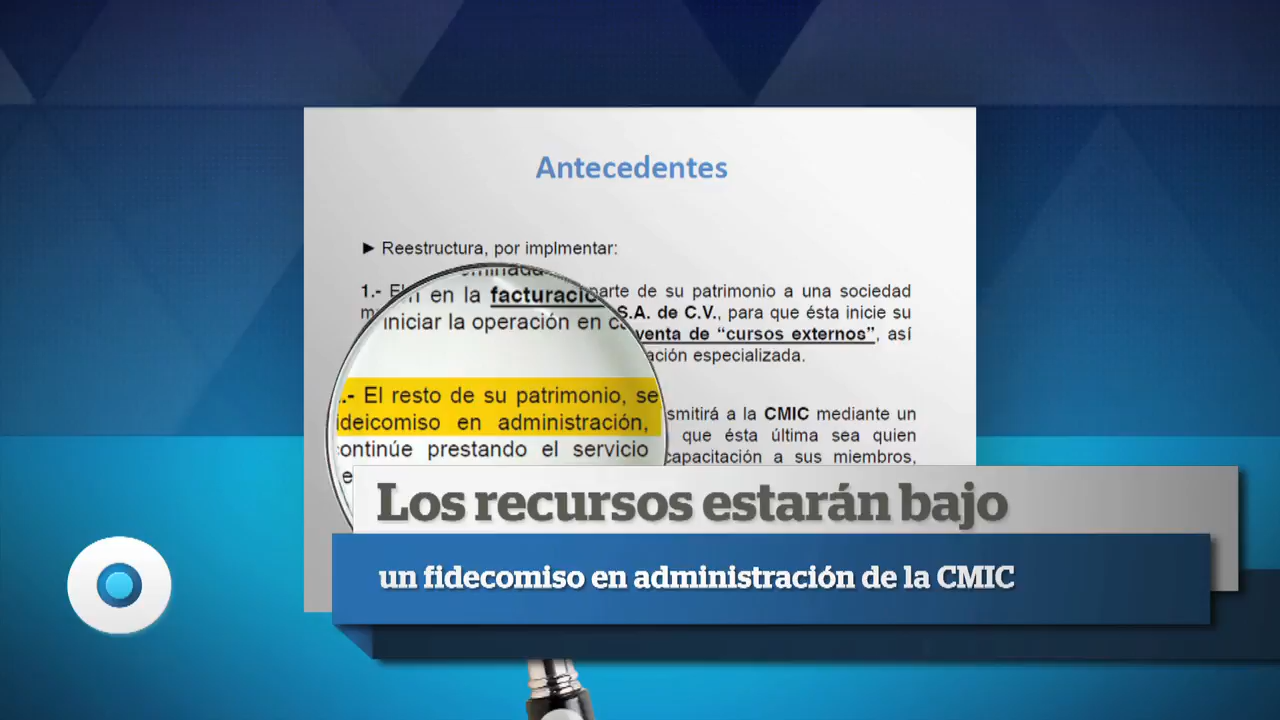 Antecedentes
► Reestructura, por implmentar:
1.- El parte de su patrimonio a una sociedad
en la facturació
S.A. de C.V., para que ésta inicie su
iniciar la operación en
venta de “cursos externos”, así
especializada.
El resto de su patrimonio, se
smitirá a la CMIC mediante un
ideicomiso en administración,
que ésta última sea quien
ontinúe prestando el servicio
capacitación a sus miembros,
Los recursos estarán bajo
un fidecomiso en administración de la CMIC